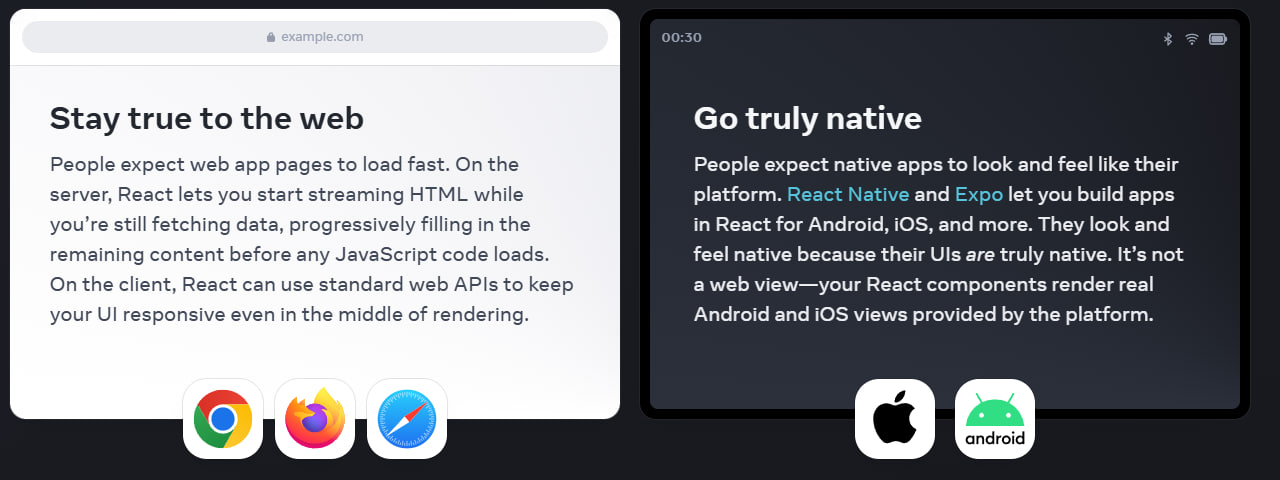 example.com
Stay true to the web
People expect web app pages to load fast. On the
server, React lets you start streaming HTML while
you’re still fetching data, progressively filling in the
remaining content before any JavaScript code loads.
On the client, React can use standard web APIs to keep
your UI responsive even in the middle of rendering.
00:30
Go truly native
People expect native apps to look and feel like their
platform. React Native and Expo let you build apps
in React for Android, iOS, and more. They look and
feel native because their UIs are truly native. It’s not
a web view—your React components render real
Android and iOS views provided by the platform.
android